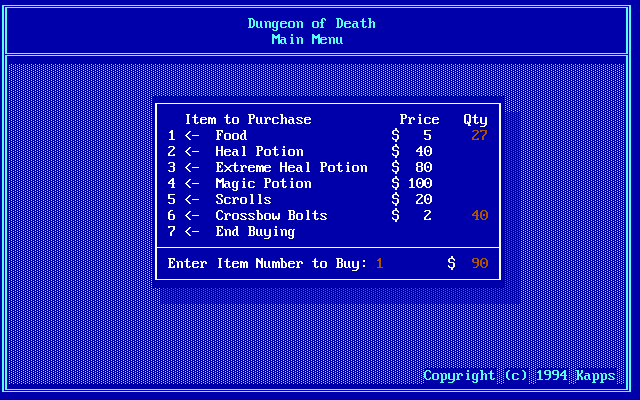 Dungeon of Death
Main Menu
Item to Purchase Price Qty
1 <- Food $ 5 27
2 <- Heal Potion $ 40
3 <- Extreme Heal Potion $ 80
4 <- Magic Potion $ 100
5 <- Scrolls $ 20
6 <- Crossbow Bolts $ 2 40
7 <- End Buying
Enter Item Number to Buy: 1 $ 90
Copyright (c) 1994 Kapps